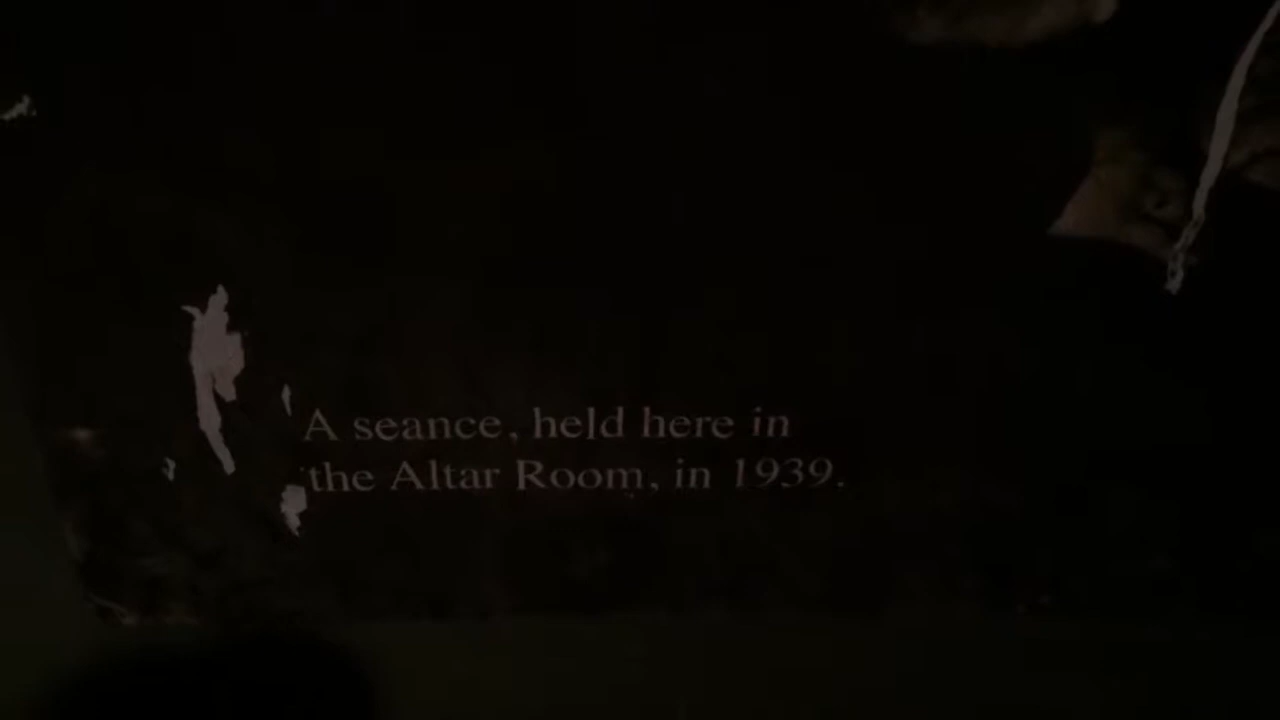 A seance, held here in
the Altar Room, in 1939.